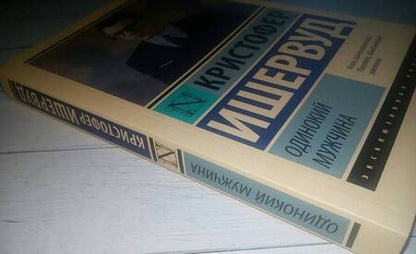 КРИСТОФЕР
ИШЕРВУД
ОДИНОКИЙ
МУЖЧИНА
N
КРИСТОФЕР ИШЕРВУД
N
ОДИНОКИЙ МУЖЧИНА